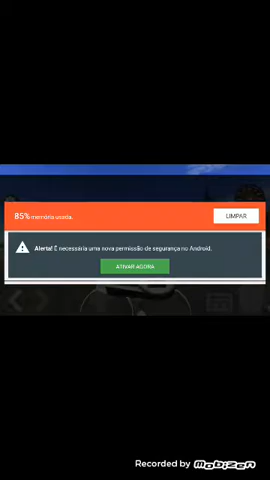 85% memória usada.
LIMPAR
Alerta! É necessária uma nova permissão de segurança no Android.
ATIVAR AGORA
Recorded by MOBIZEN